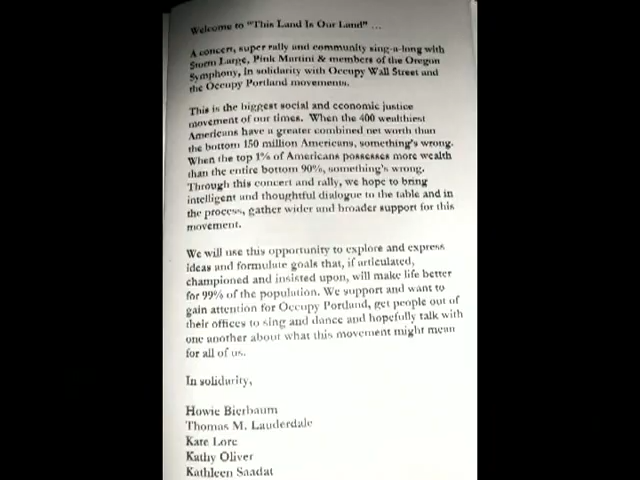 Welcome to "This Land Is Our Land" ...
A concert, super rally and community sing-a-long with
Storm Large, Pink Martini & members of the Oregon
Symphony, in solidarity with Occupy Wall Street and
the Occupy Portland movements.
This is the biggest social and economic justice
movement of our times. When the 400 wealthiest
Americans have a greater combined net worth than
the bottom 150 million Americans, something's wrong.
When the top 1% of Americans possesses more wealth
than the entire bottom 90%, something's wrong.
Through this concert and rally, we hope to bring
intelligent and thoughtful dialogue to the table and in
the process, gather wider and broader support for this
movement.
We will use this opportunity to explore and express
ideas and formulate goals that, if articulated,
championed and insisted upon, will make life better
for 99% of the population. We support and want to
gain attention for Occupy Portland, get people out of
their offices to sing and dance and hopefully talk with
one another about what this movement might mean
for all of us.
In solidarity,
Howie Bierbaum
Thomas M. Lauderdale
Kate Lore
Kathy Oliver
Kathleen Saadat